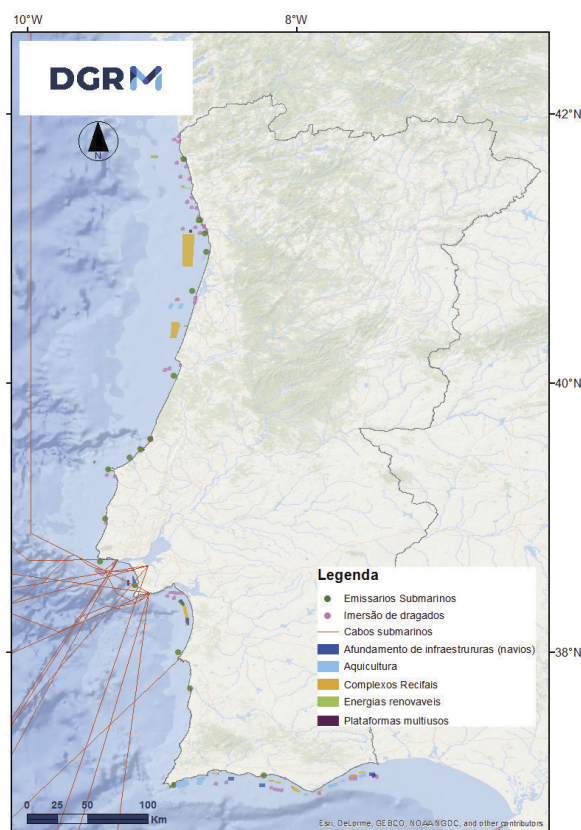 10°W 8°W
DGRM
42°N
N
40°N
Legenda
Emissarios Submarinos
Imersão de dragados
Cabos submarinos
Afundamento de infraestrururas (navios)
38°N
Aquicultura
Complexos Recifais
Energias renovaveis
Plataformas multiusos
0 25 50 100
Km
Esri, DeLorme, GEBCO, NOAA NGDC, and other contributors